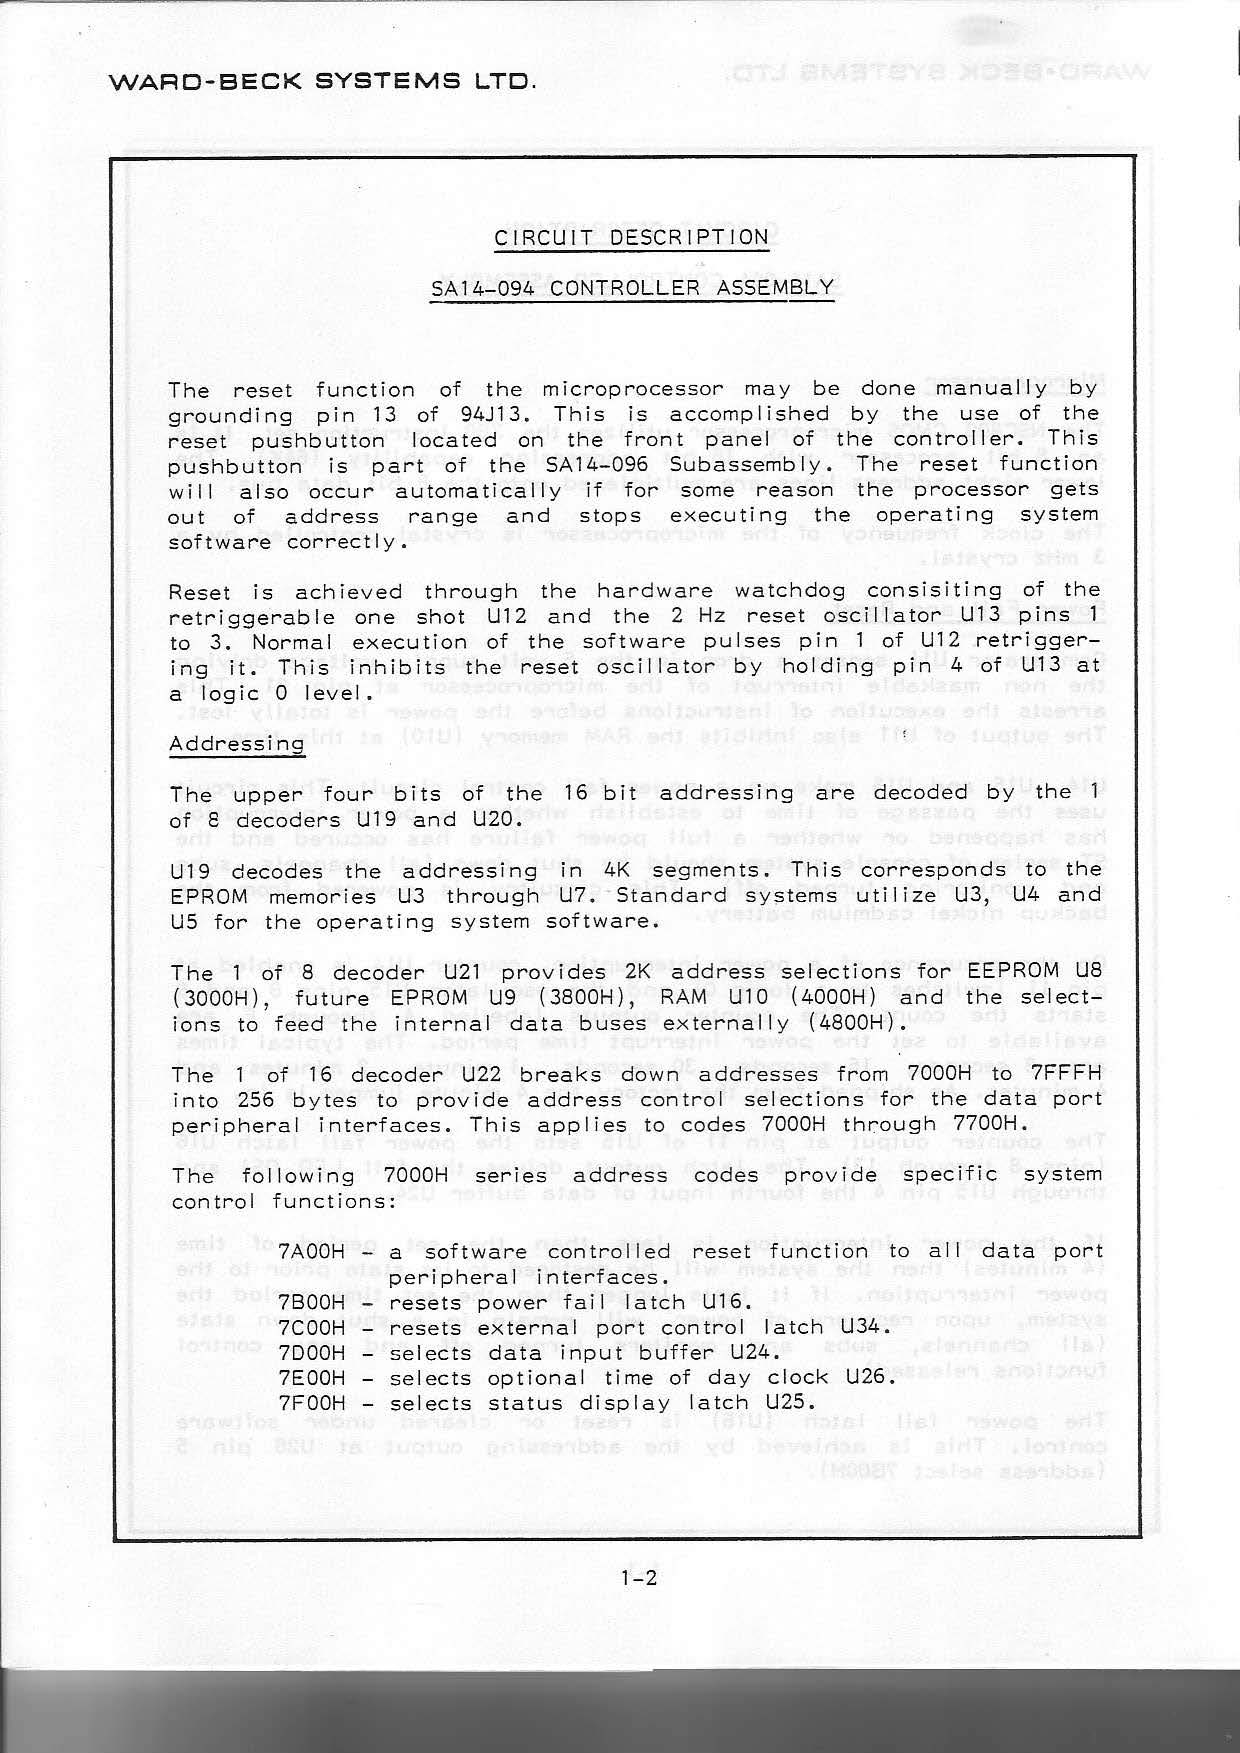 WARD-BECK SYSTEMS LTD.
CIRCUIT DESCRIPTION
SA14-094 CONTROLLER ASSEMBLY
The reset function of the microprocessor may be done manually by
grounding pin 13 of 94J13. This is accomplished by the use of the
reset pushbutton located on the front panel of the controller. This
pushbutton is part of the SA14-096 Subassembly. The reset function
will also occur automatically if for some reason the processor gets
out of address range and stops executing the operating system
software correctly.
Reset is achieved through the hardware watchdog consisiting of the
retriggerable one shot U12 and the 2 Hz reset oscillator U13 pins 1
to 3. Normal execution of the software pulses pin 1 of U12 retrigger-
ing it. This inhibits the reset oscillator by holding pin 4 of U13 at
a logic 0 level.
Addressing
The upper four bits of the 16 bit addressing are decoded by the 1
of 8 decoders U19 and U20.
U19 decodes the addressing in 4K segments. This corresponds to the
EPROM memories U3 through U7. Standard systems utilize U3, U4 and
U5 for the operating system software.
The 1 of 8 decoder U21 provides 2K address selections for EEPROM U8
(3000H), future EPROM U9 (3800H), RAM U10 (4000H) and the select-
ions to feed the internal data buses externally (4800H).
The 1 of 16 decoder U22 breaks down addresses from 7000H to 7FFFH
into 256 bytes to provide address control selections for the data port
peripheral interfaces. This applies to codes 7000H through 7700H.
The following 7000H series address codes provide specific system
control functions:
7A00H - a software controlled reset function to all data port
peripheral interfaces.
7B00H - resets power fail latch U16.
7C00H - resets external port control latch U34.
7D00H - selects data input buffer U24.
7E00H - selects optional time of day clock U26.
7F00H - selects status display latch U25.
1-2